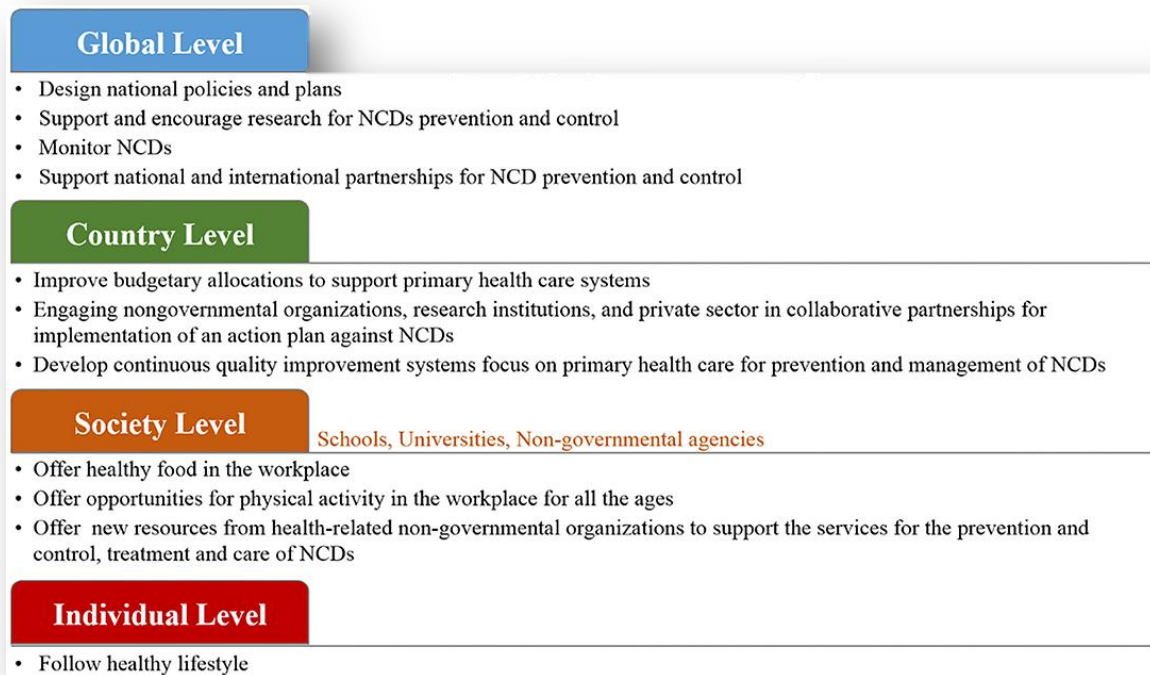 Global Level
• Design national policies and plans
• Support and encourage research for NCDs prevention and control
• Monitor NCDs
• Support national and international partnerships for NCD prevention and control
Country Level
• Improve budgetary allocations to support primary health care systems
• Engaging nongovernmental organizations, research institutions, and private sector in collaborative partnerships for
implementation of an action plan against NCDs
• Develop continuous quality improvement systems focus on primary health care for prevention and management of NCDs
Society Level
Schools, Universities, Non-governmental agencies
• Offer healthy food in the workplace
• Offer opportunities for physical activity in the workplace for all the ages
• Offer new resources from health-related non-governmental organizations to support the services for the prevention and
control, treatment and care of NCDs
Individual Level
• Follow healthy lifestyle